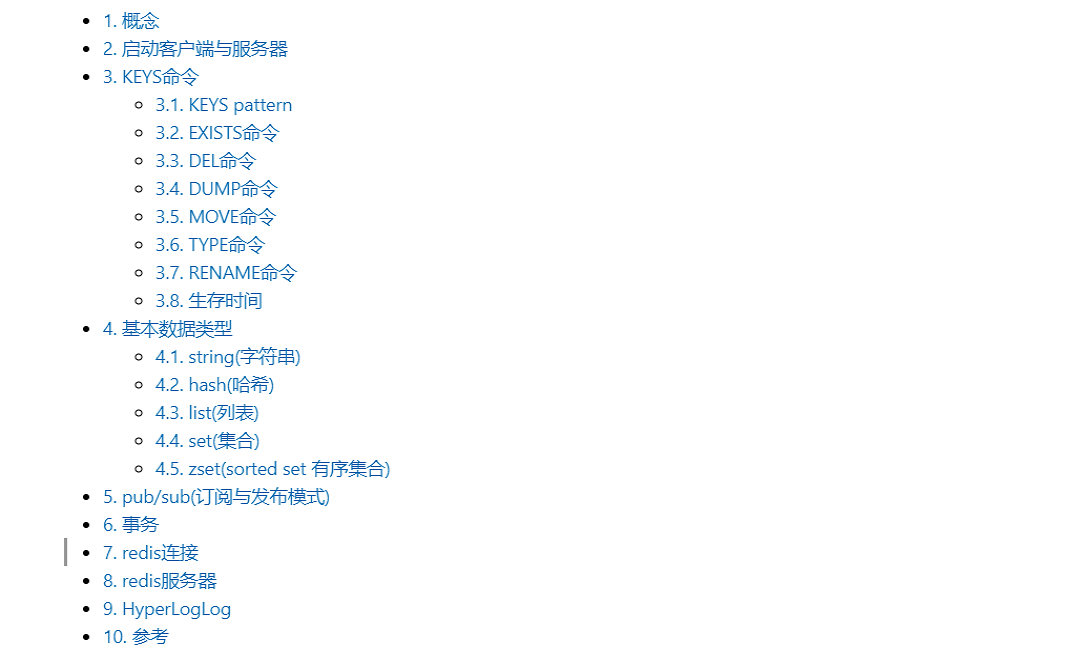 1. 概念
2. 启动客户端与服务器
3. KEYS命令
3.1. KEYS pattern
3.2. EXISTS命令
3.3. DEL命令
3.4. DUMP命令
3.5. MOVE命令
3.6. TYPE命令
3.7. RENAME命令
3.8. 生存时间
4. 基本数据类型
4.1. string(字符串)
4.2. hash(哈希)
4.3. list(列表)
4.4. set(集合)
4.5. zset(sorted set 有序集合)
5. pub/sub(订阅与发布模式)
6. 事务
7. redis连接
8. redis服务器
9. HyperLogLog
10. 参考